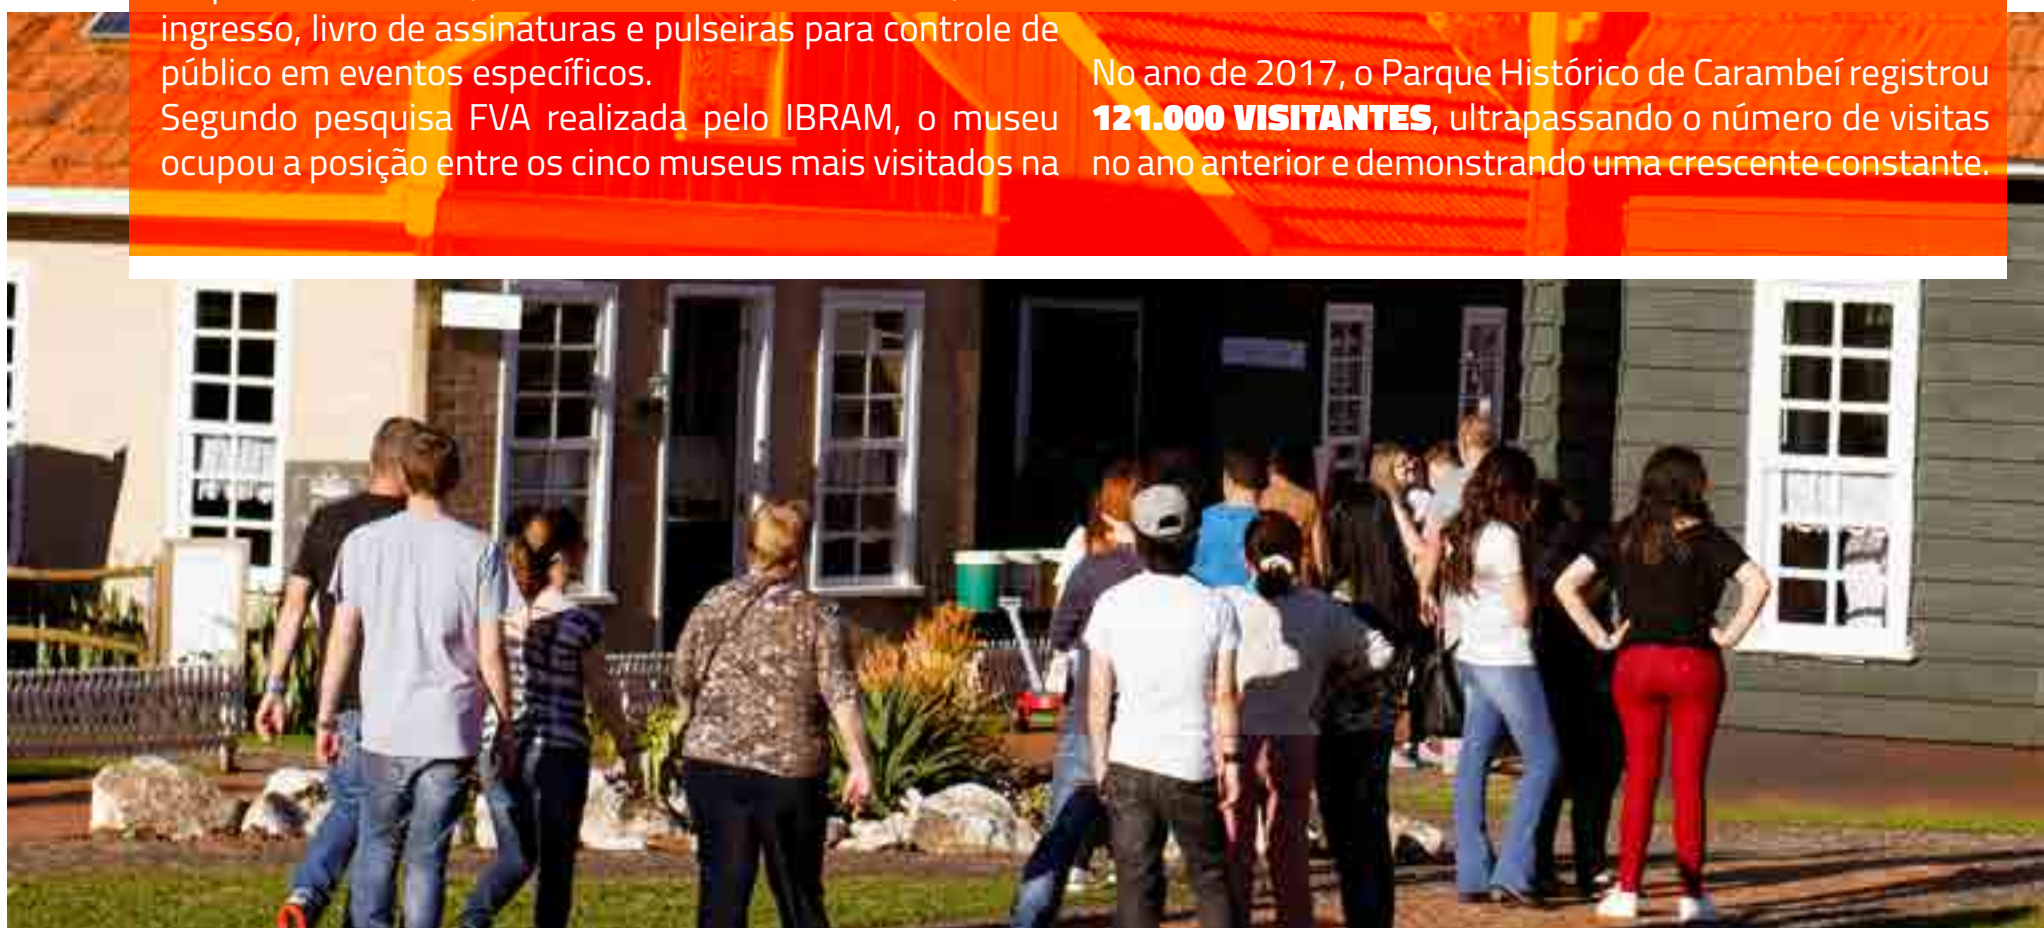 ingresso, livro de assinaturas e pulseiras para controle de
público em eventos específicos.
Segundo pesquisa FVA realizada pelo IBRAM, o museu
ocupou a posição entre os cinco museus mais visitados na
No ano de 2017, o Parque Histórico de Carambeí registrou
121.000 VISITANTES, ultrapassando o número de visitas
no ano anterior e demonstrando uma crescente constante.